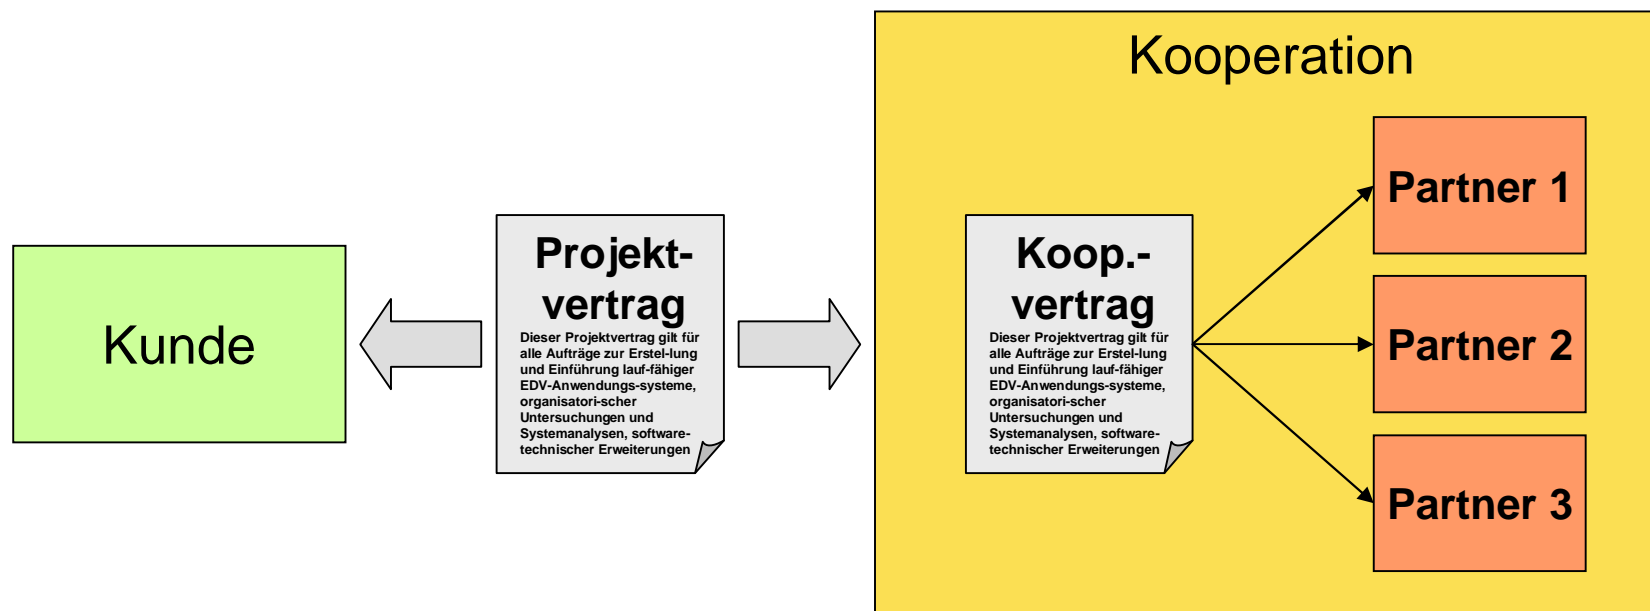 Kooperation
Kunde
Projekt-
vertrag
Dieser Projektvertrag gilt für
alle Aufträge zur Erstel-lung
und Einführung lauf-fähiger
EDV-Anwendungs-systeme,
organisatori-scher
Untersuchungen und
Systemanalysen, software-
technischer Erweiterungen
Koop.-
vertrag
Dieser Projektvertrag gilt für
alle Aufträge zur Erstel-lung
und Einführung lauf-fähiger
EDV-Anwendungs-systeme,
organisatori-scher
Untersuchungen und
Systemanalysen, software-
technischer Erweiterungen
Partner 1
Partner 2
Partner 3